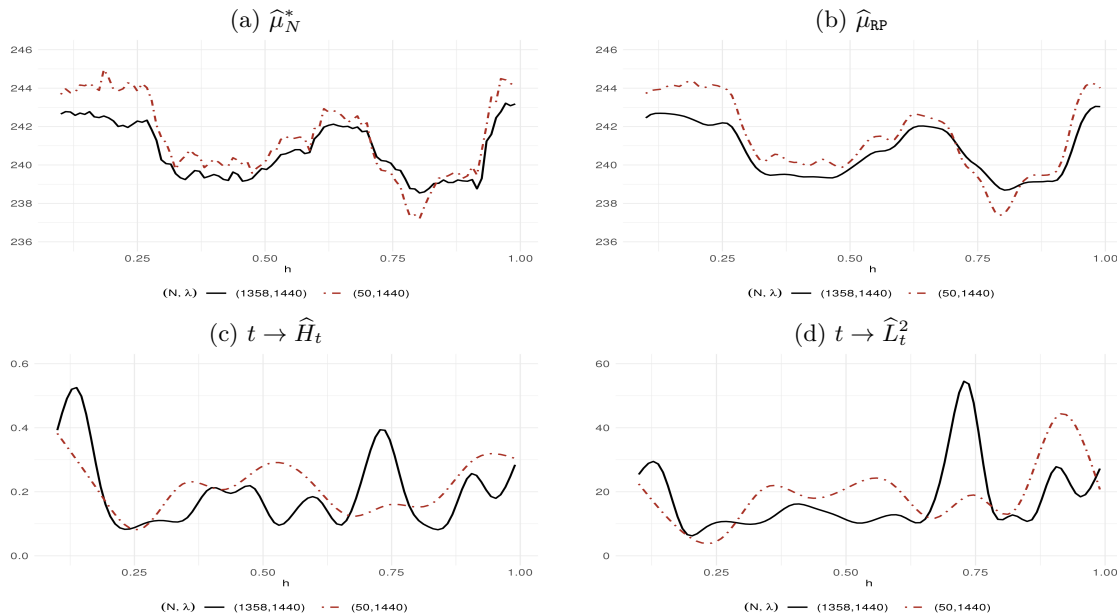 (a) $\widehat{\mu}_N^*$
246
244
242
240
238
236
0.25 0.50 0.75 1.00
h
(N, λ) (1358,1440) (50,1440)
(b) $\widehat{\mu}_{\mathtt{RP}}$
246
244
242
240
238
236
0.25 0.50 0.75 1.00
h
(N, λ) (1358,1440) (50,1440)
(c) $t \to \widehat{H}_t$
0.6
0.4
0.2
0.0
0.25 0.50 0.75 1.00
h
(N, λ) (1358,1440) (50,1440)
(d) $t \to \widehat{L}_t^2$
60
40
20
0
0.25 0.50 0.75 1.00
h
(N, λ) (1358,1440) (50,1440)